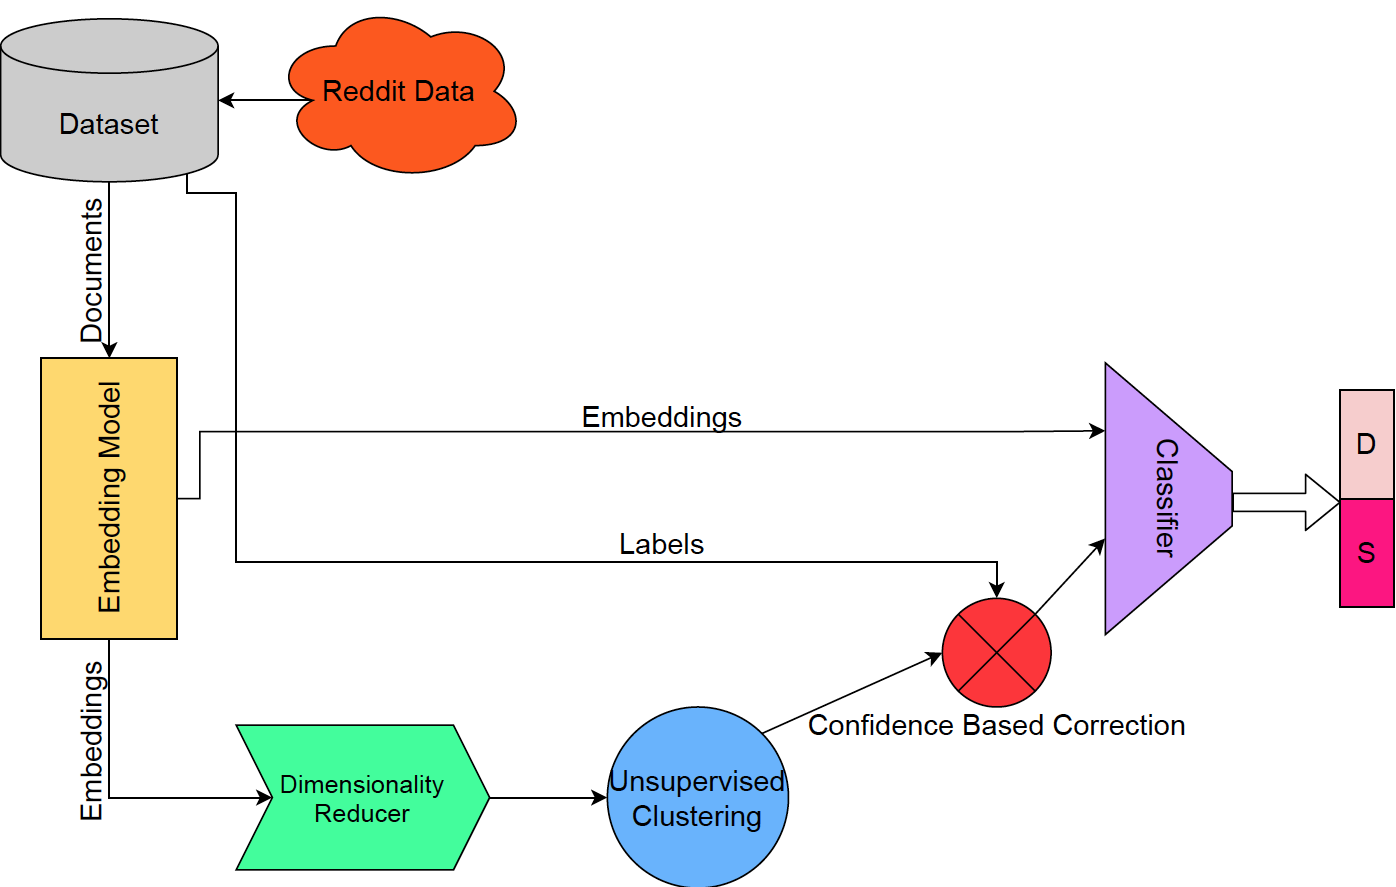 Reddit Data
Dataset
Documents
Embedding Model
Embeddings
Classifier
D
Labels
S
Embeddings
Confidence Based Correction
Dimensionality
Reducer
Unsupervised
Clustering